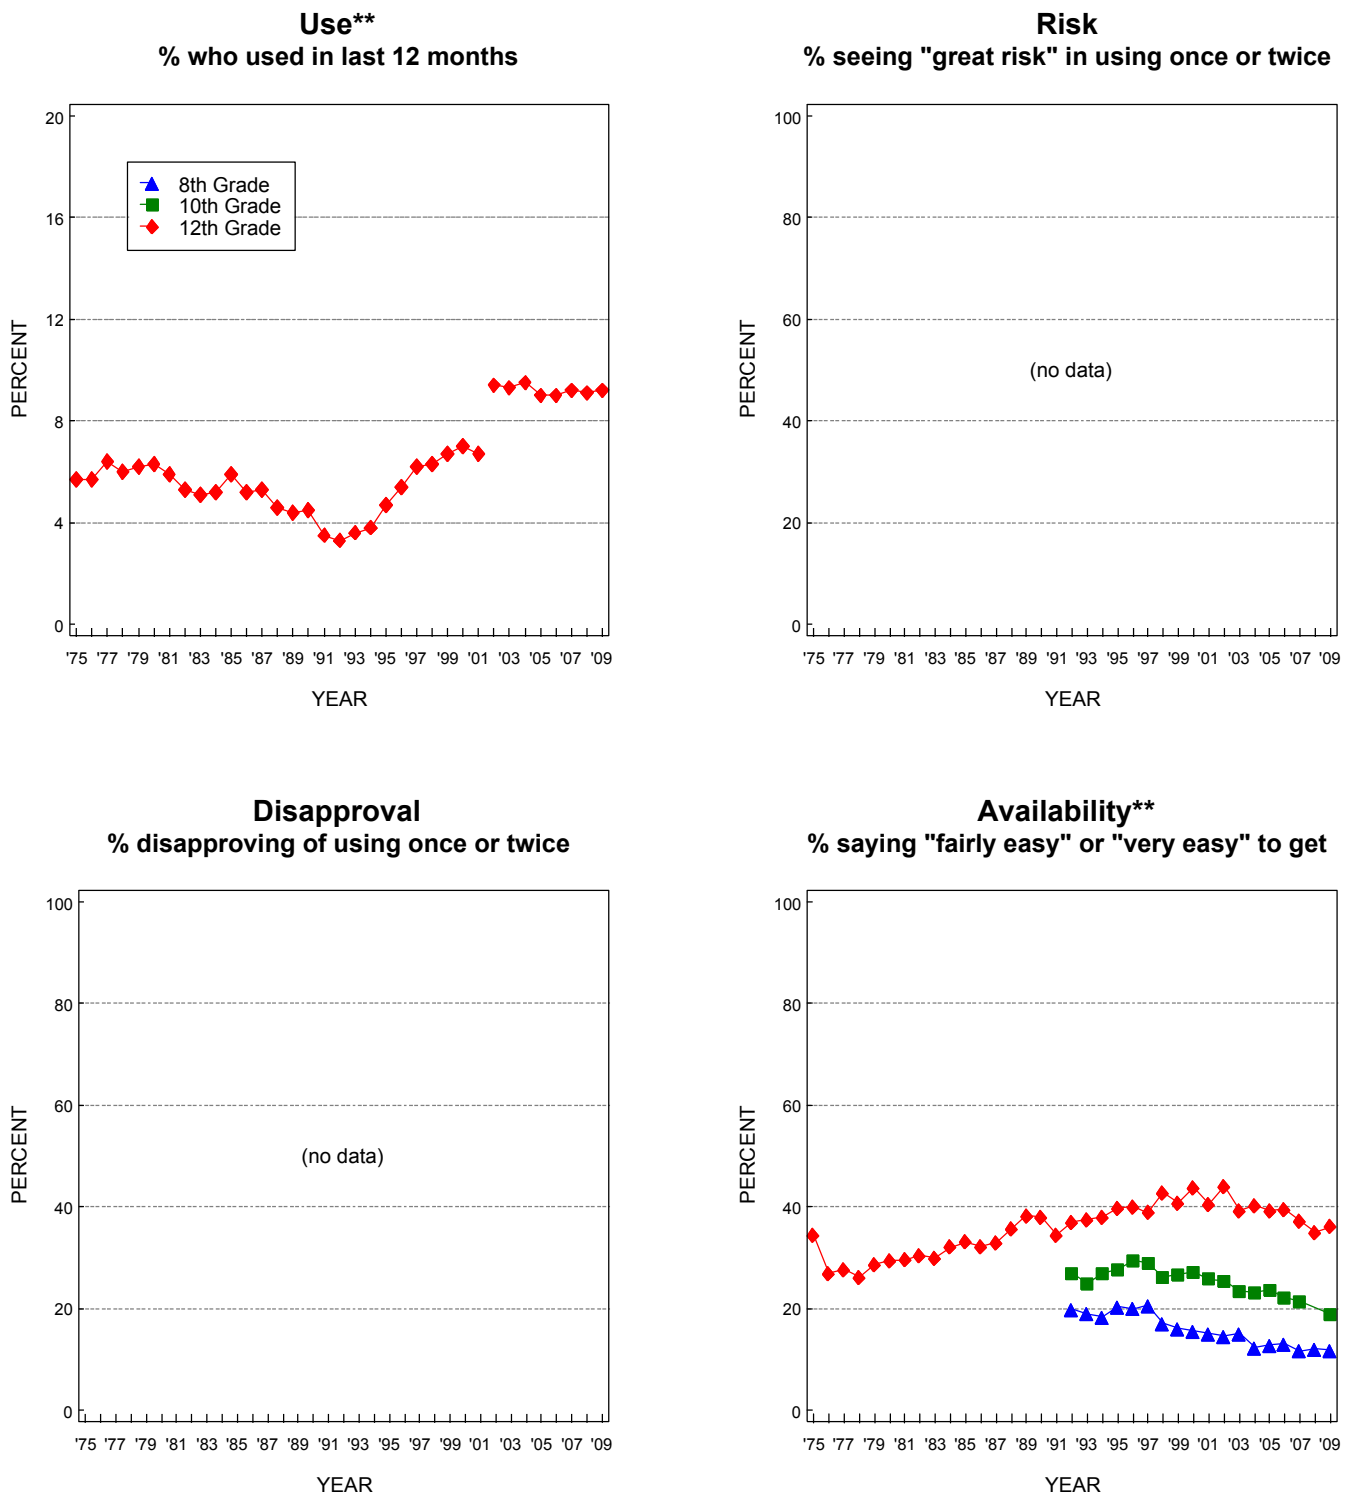 Use**
% who used in last 12 months
20
16
12
8
4
0
PERCENT
8th Grade
10th Grade
12th Grade
'75 '77 '79 '81 '83 '85 '87 '89 '91 '93 '95 '97 '99 '01 '03 '05 '07 '09
YEAR
Risk
% seeing "great risk" in using once or twice
100
80
60
40
20
0
PERCENT
(no data)
'75 '77 '79 '81 '83 '85 '87 '89 '91 '93 '95 '97 '99 '01 '03 '05 '07 '09
YEAR
Disapproval
% disapproving of using once or twice
100
80
60
40
20
0
PERCENT
(no data)
'75 '77 '79 '81 '83 '85 '87 '89 '91 '93 '95 '97 '99 '01 '03 '05 '07 '09
YEAR
Availability**
% saying "fairly easy" or "very easy" to get
100
80
60
40
20
0
PERCENT
'75 '77 '79 '81 '83 '85 '87 '89 '91 '93 '95 '97 '99 '01 '03 '05 '07 '09
YEAR